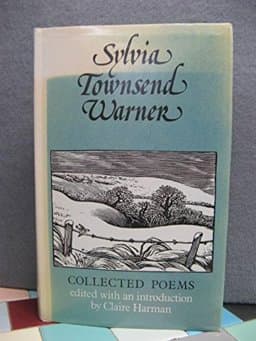 Sylvia
Townsend
Warner
COLLECTED POEMS
edited with an introduction
by Claire Harman